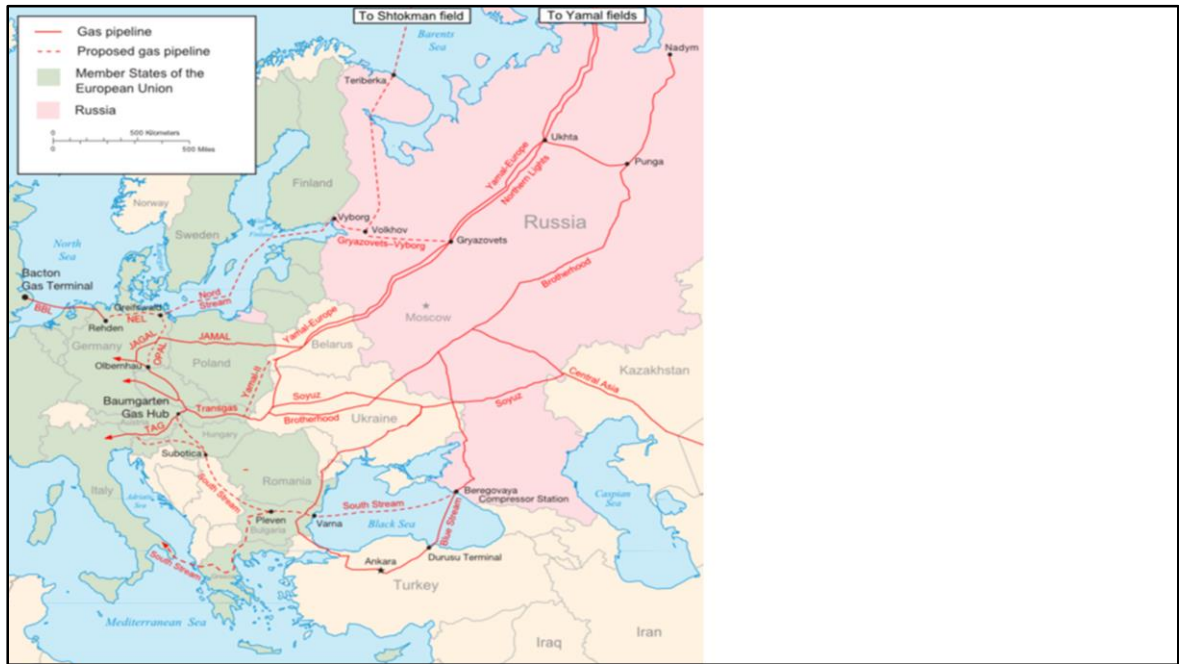 To Shtokman field
To Yamal fields
Gas pipeline
Proposed gas pipeline
Member States of the
European Union
Russia
0 500 Kilometers
0 500 Miles
Barents
Sea
Nadym
Teriberka
Ukhta
Punga
Yamal-Europe
Northern Lights
Finland
Norway
Sweden
Vyborg
Volkhov
Gryazovets
Gryazovets–Vyborg
Russia
North
Sea
Bacton
Gas Terminal
BBL
Greifswald
Nord
Stream
NEL
Rehden
Brotherhood
Moscow
Germany
JAGAL
OPAL
JAMAL
Yamal-Europe
Belarus
Poland
Olbernhau
Yamal-II
Kazakhstan
Central Asia
Baumgarten
Gas Hub
Transgas
Soyuz
Soyuz
Brotherhood
Ukraine
TAG
Austria
Hungary
Subotica
Italy
Adriatic
Sea
South Stream
Romania
Beregovaya
Compressor Station
Caspian
Sea
South Stream
Pleven
Bulgaria
Varna
Black Sea
Blue Stream
Durusu Terminal
Ankara
Turkey
South Stream
Mediterranean Sea
Iraq
Iran